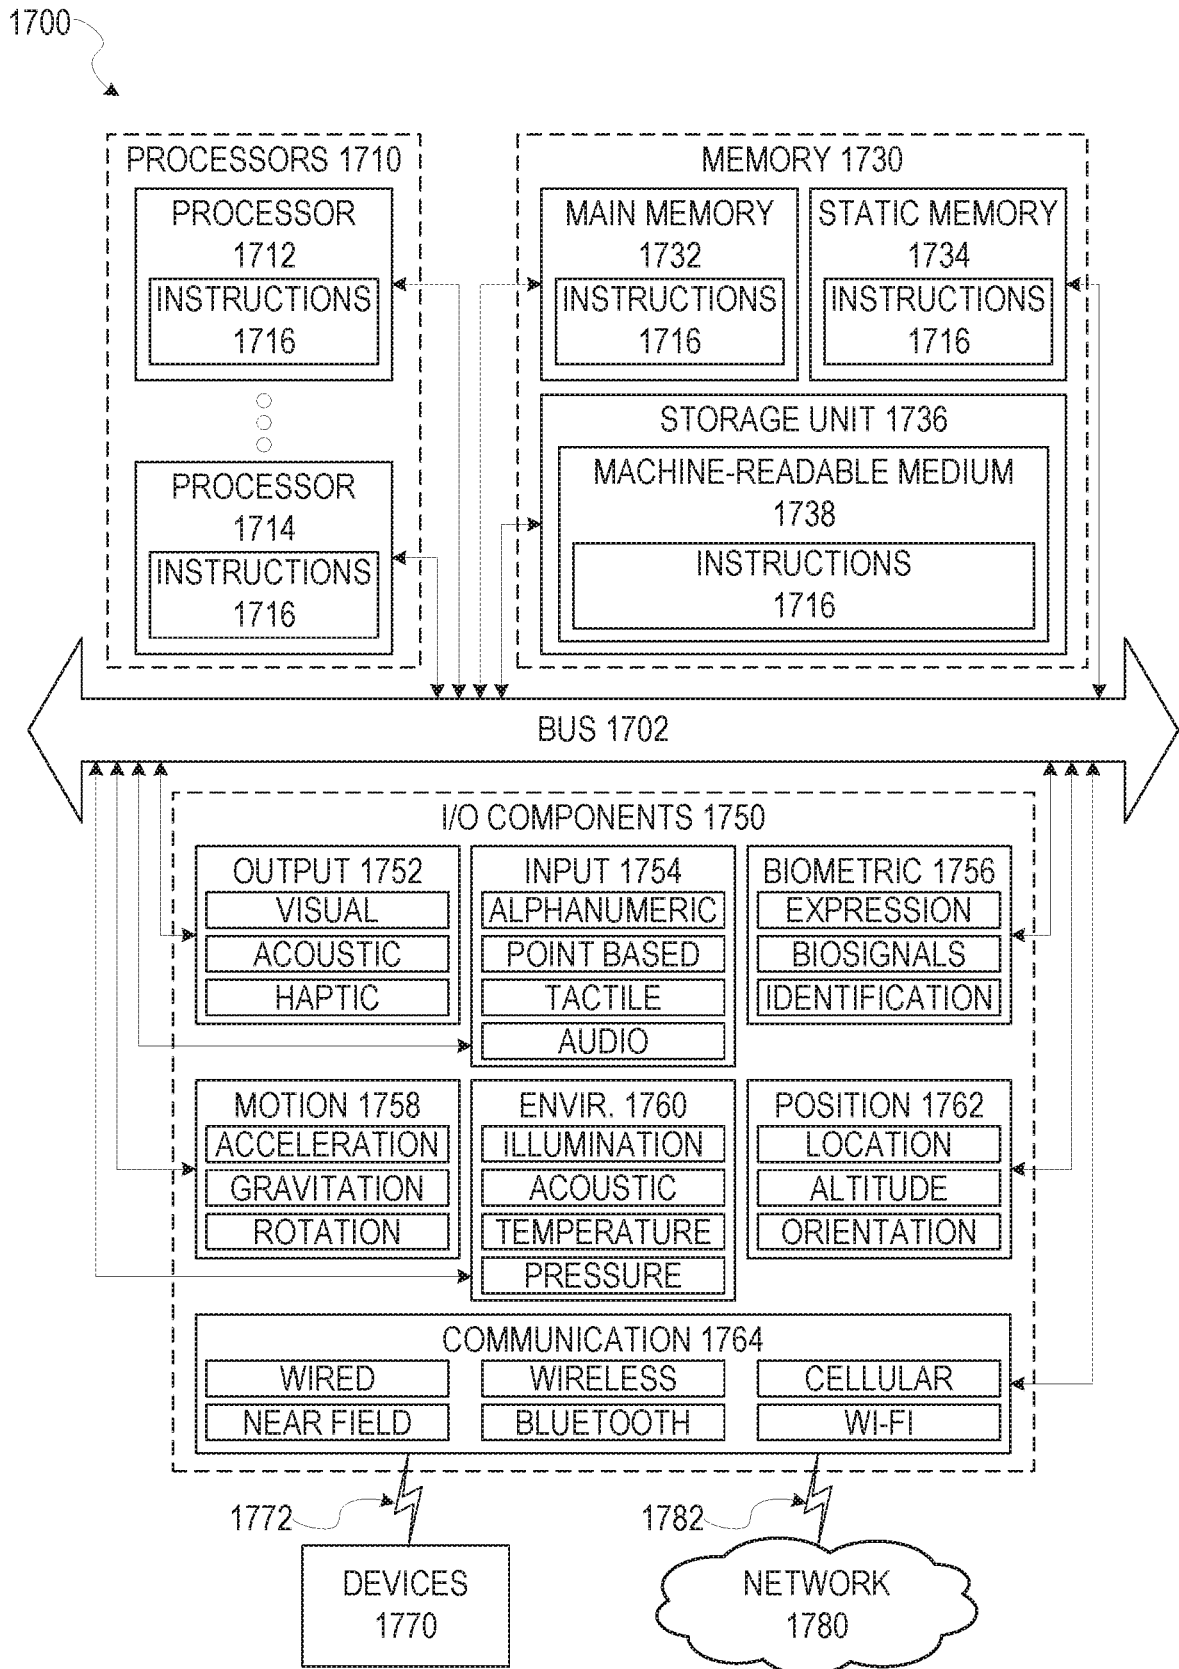 1700
PROCESSORS 1710
PROCESSOR
1712
INSTRUCTIONS
1716
PROCESSOR
1714
INSTRUCTIONS
1716
MEMORY 1730
MAIN MEMORY
1732
INSTRUCTIONS
1716
STATIC MEMORY
1734
INSTRUCTIONS
1716
STORAGE UNIT 1736
MACHINE-READABLE MEDIUM
1738
INSTRUCTIONS
1716
BUS 1702
I/O COMPONENTS 1750
OUTPUT 1752
VISUAL
ACOUSTIC
HAPTIC
INPUT 1754
ALPHANUMERIC
POINT BASED
TACTILE
AUDIO
BIOMETRIC 1756
EXPRESSION
BIOSIGNALS
IDENTIFICATION
MOTION 1758
ACCELERATION
GRAVITATION
ROTATION
ENVIR. 1760
ILLUMINATION
ACOUSTIC
TEMPERATURE
PRESSURE
POSITION 1762
LOCATION
ALTITUDE
ORIENTATION
COMMUNICATION 1764
WIRED
WIRELESS
CELLULAR
NEAR FIELD
BLUETOOTH
WI-FI
1772
1782
DEVICES
1770
NETWORK
1780